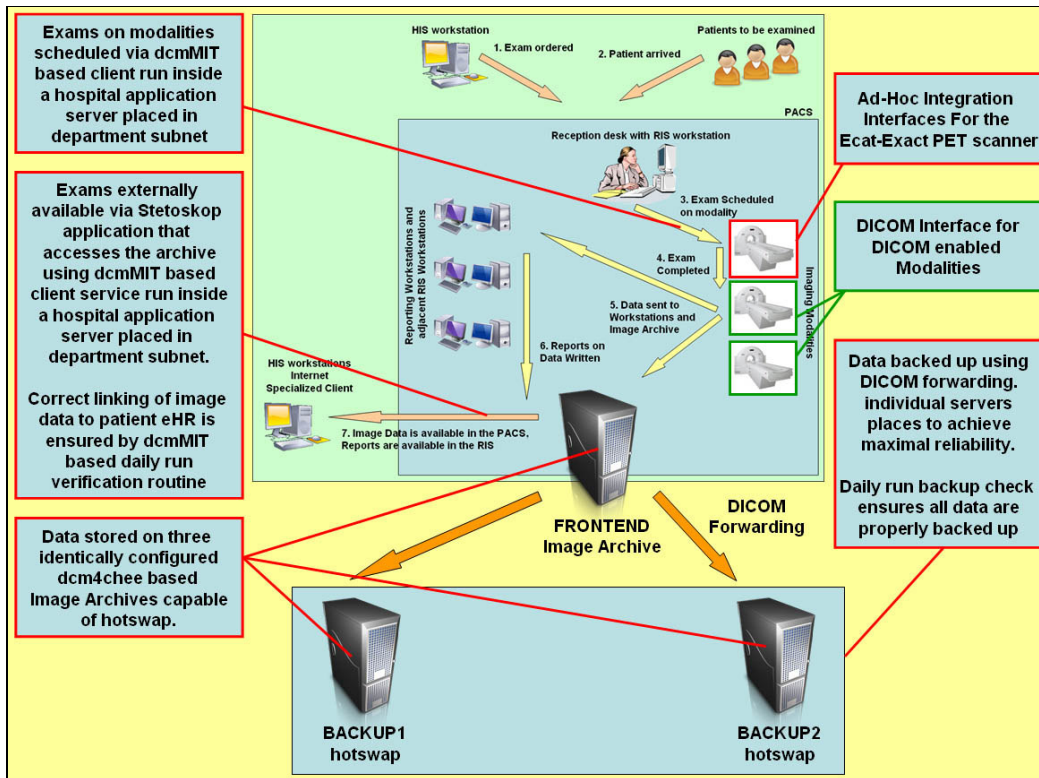 Exams on modalities
scheduled via dcmMIT
based client run inside
a hospital application
server placed in
department subnet
Exams externally
available via Stetoskop
application that
accesses the archive
using dcmMIT based
client service run inside
a hospital application
server placed in
department subnet.
Correct linking of image
data to patient eHR is
ensured by dcmMIT
based daily run
verification routine
Data stored on three
identically configured
dcm4chee based
Image Archives capable
of hotswap.
HIS workstation
1. Exam ordered
2. Patient arrived
Patients to be examined
PACS
Reception desk with RIS workstation
3. Exam Scheduled
on modality
4. Exam
Completed
5. Data sent to
Workstations and
Image Archive
Imaging Modalities
Reporting Workstations and
adjacent RIS Workstations
6. Reports on
Data Written
HIS workstations
Internet
Specialized Client
7. Image Data is available in the PACS,
Reports are available in the RIS
FRONTEND
Image Archive
DICOM
Forwarding
BACKUP1
hotswap
BACKUP2
hotswap
Ad-Hoc Integration
Interfaces For the
Ecat-Exact PET scanner
DICOM Interface for
DICOM enabled
Modalities
Data backed up using
DICOM forwarding.
individual servers
places to achieve
maximal reliability.
Daily run backup check
ensures all data are
properly backed up